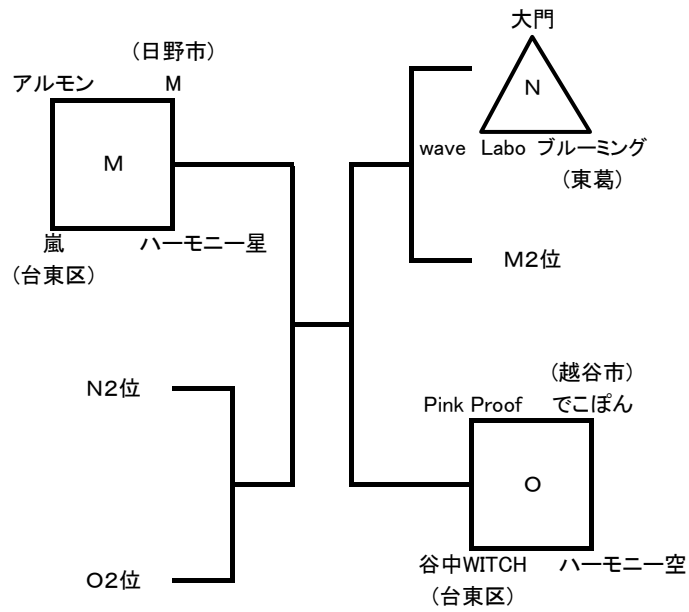 大門
(日野市)
アルモン M
N
M
wave Labo ブルーミング
(東葛)
嵐 ハーモニー星
M2位
(台東区)
(越谷市)
N2位
Pink Proof でこぽん
O
谷中WITCH ハーモニー空
O2位
(台東区)